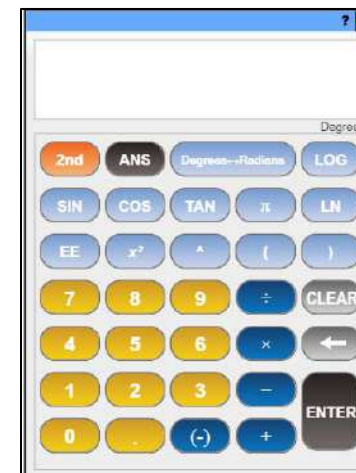 ?
Degree
2nd ANS Degrees↔Radians LOG
SIN COS TAN π LN
EE x² ^ ( )
7 8 9 ÷ CLEAR
4 5 6 × ←
1 2 3 −
ENTER
0 . (-) +